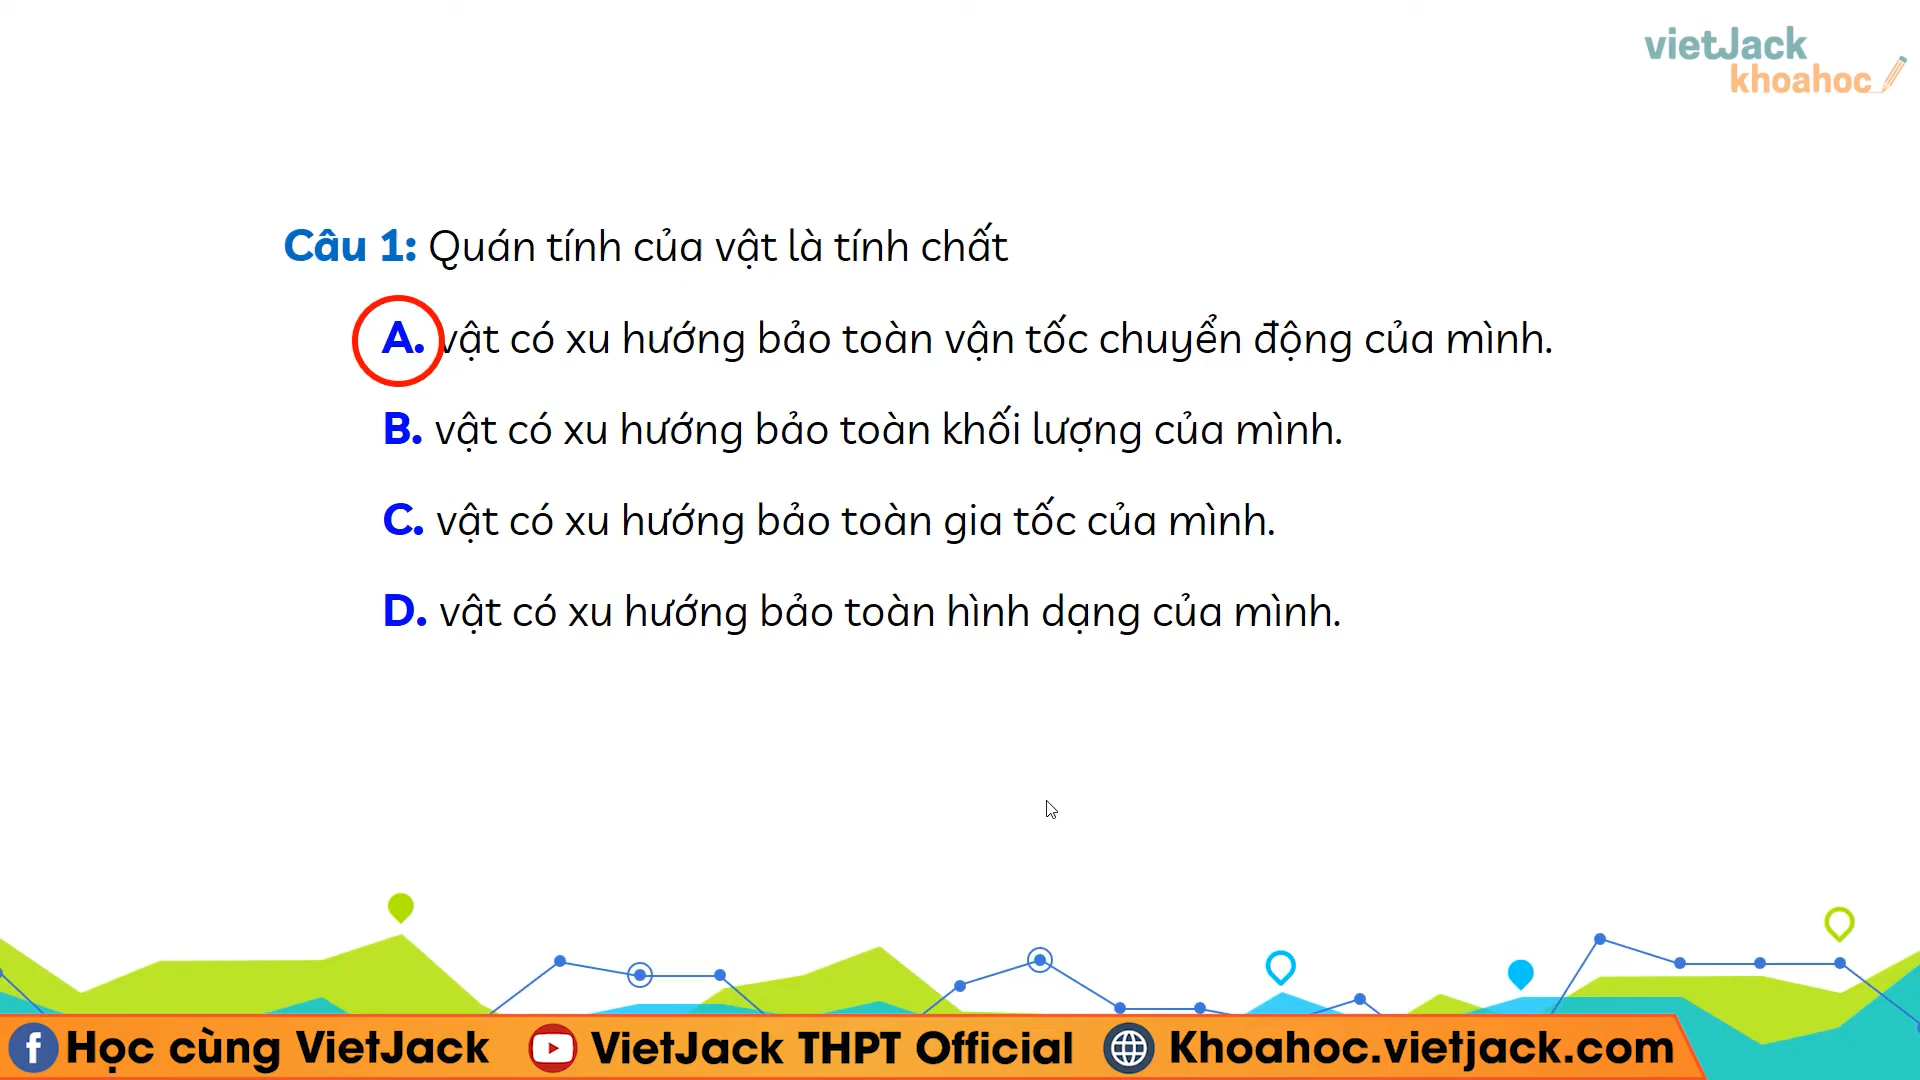 vietJack
khoahoc
Câu 1: Quán tính của vật là tính chất
A. vật có xu hướng bảo toàn vận tốc chuyển động của mình.
B. vật có xu hướng bảo toàn khối lượng của mình.
C. vật có xu hướng bảo toàn gia tốc của mình.
D. vật có xu hướng bảo toàn hình dạng của mình.
Học cùng VietJack VietJack THPT Official Khoahoc.vietjack.com